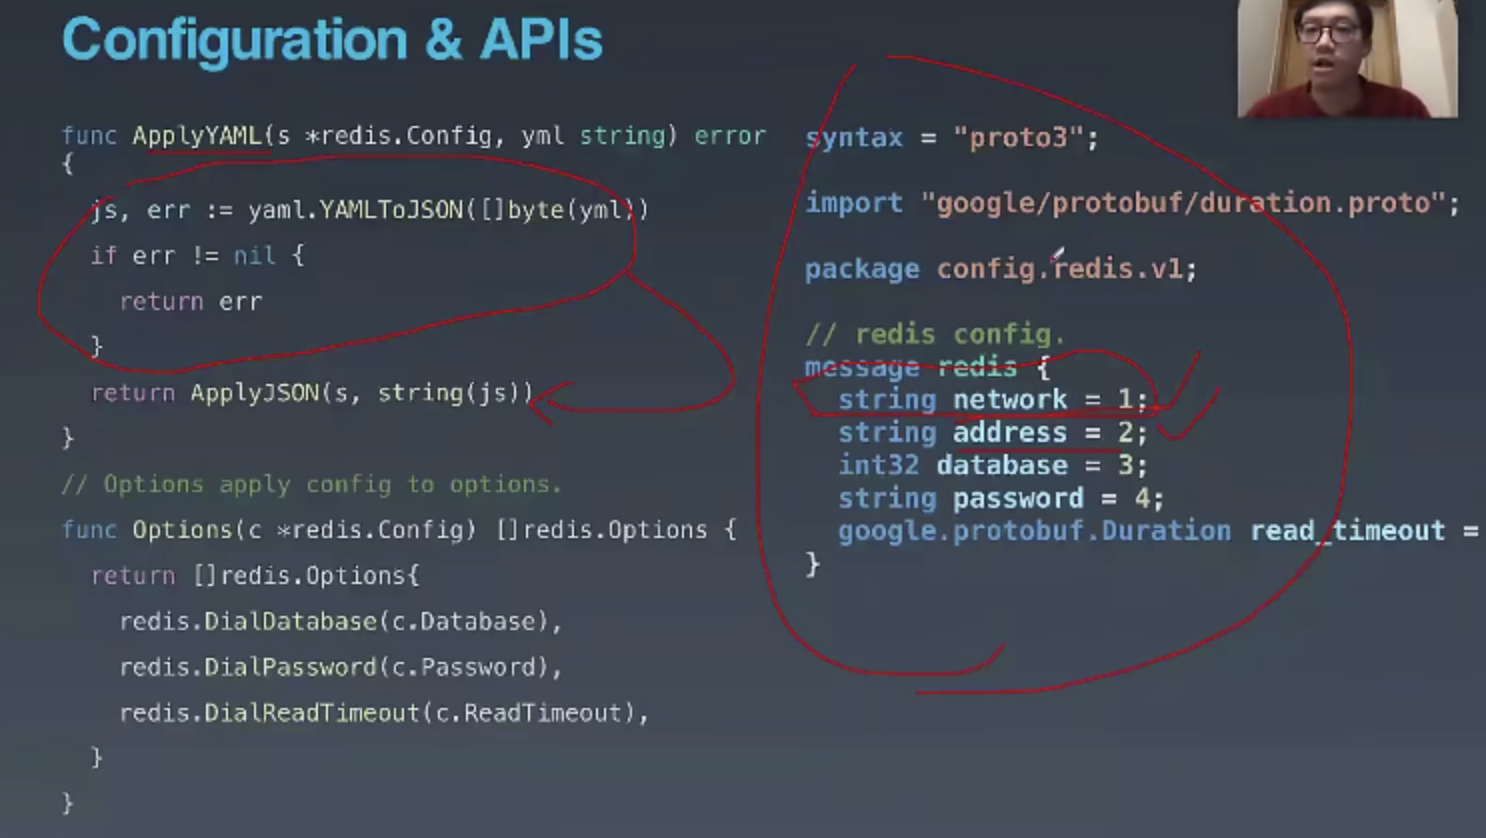 Configuration & APIs
func ApplyYAML(s *redis.Config, yml string) error
{
js, err := yaml.YAMLToJSON([]byte(yml))
if err != nil {
return err
}
return ApplyJSON(s, string(js))
}
// Options apply config to options.
func Options(c *redis.Config) []redis.Options {
return []redis.Options{
redis.DialDatabase(c.Database),
redis.DialPassword(c.Password),
redis.DialReadTimeout(c.ReadTimeout),
}
}
syntax = "proto3";
import "google/protobuf/duration.proto";
package config.redis.v1;
// redis config.
message redis {
string network = 1;
string address = 2;
int32 database = 3;
string password = 4;
google.protobuf.Duration read_timeout =
}